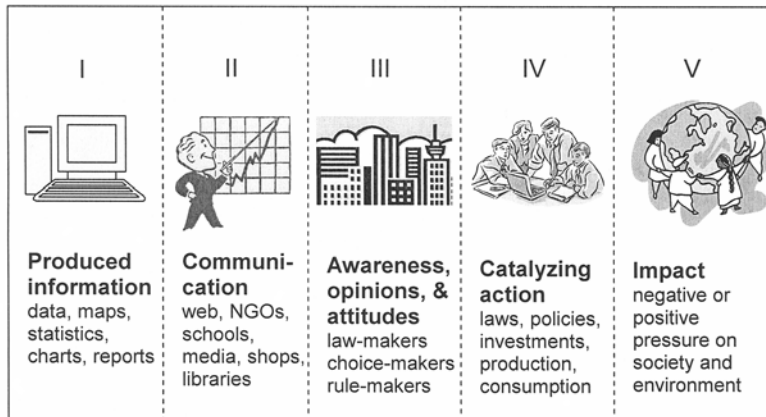 I
II
III
IV
V
Produced
information
data, maps,
statistics,
charts, reports
Communi-
cation
web, NGOs,
schools,
media, shops,
libraries
Awareness,
opinions, &
attitudes
law-makers
choice-makers
rule-makers
Catalyzing
action
laws, policies,
investments,
production,
consumption
Impact
negative or
positive
pressure on
society and
environment